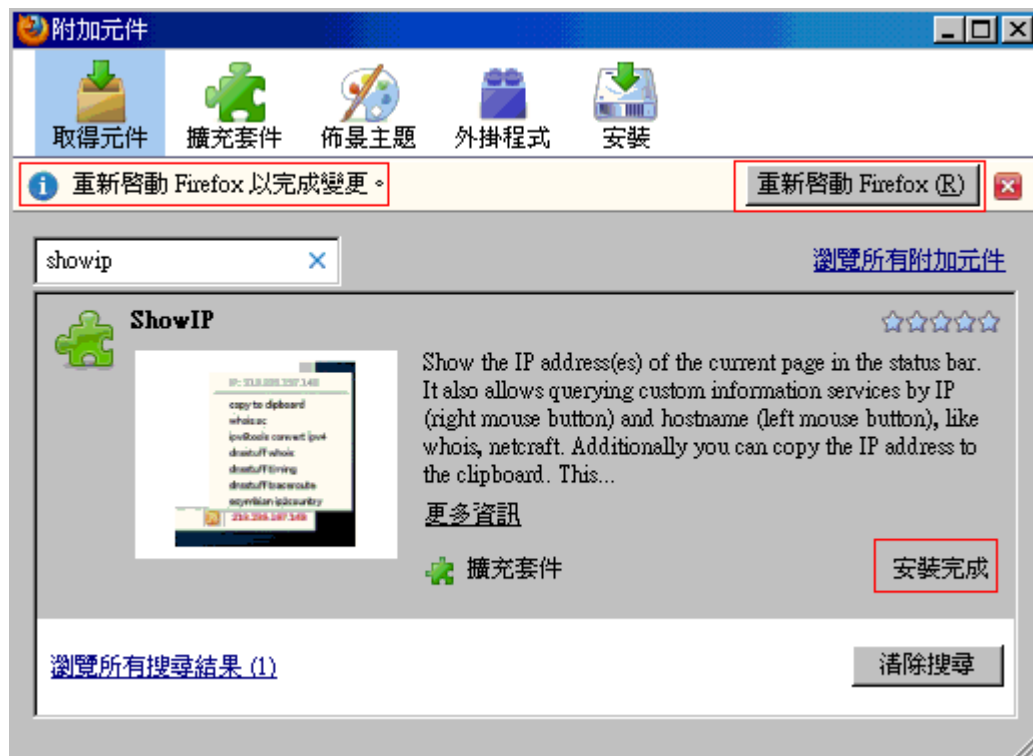 附加元件
取得元件 擴充套件 佈景主題 外掛程式 安裝
重新啓動 Firefox 以完成變更。 重新啓動 Firefox (R)
showip 瀏覽所有附加元件
ShowIP
Show the IP address(es) of the current page in the status bar.
It also allows querying custom information services by IP
(right mouse button) and hostname (left mouse button), like
whois, netcraft. Additionally you can copy the IP address to
the clipboard. This...
copy to clipboard
更多資訊
擴充套件 安裝完成
瀏覽所有搜尋結果 (1) 清除搜尋